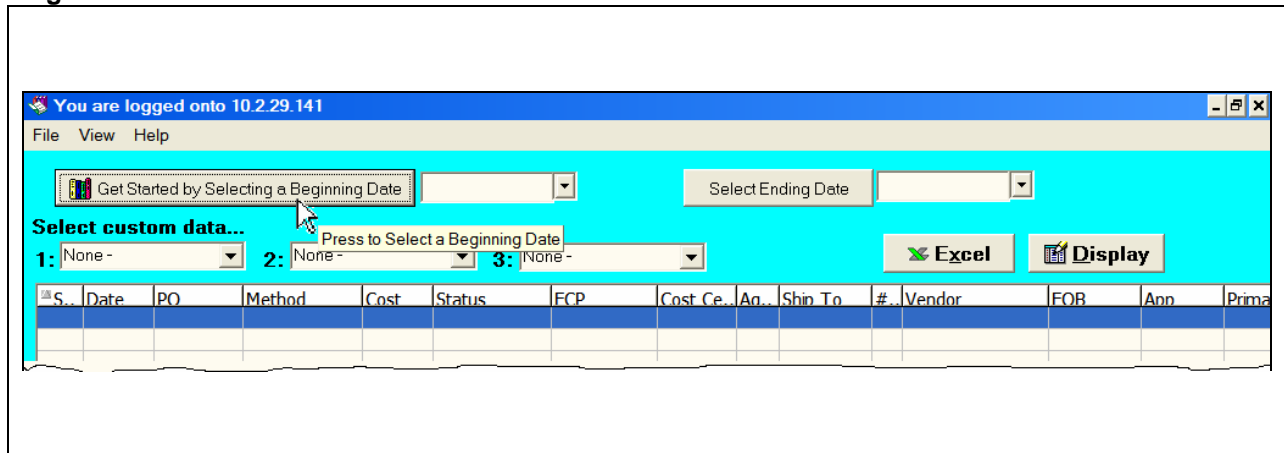 You are logged onto 10.2.29.141
File View Help
Get Started by Selecting a Beginning Date Select Ending Date
Select custom data...
Press to Select a Beginning Date
1: None - 2: None - 3: None - Excel Display
S.. Date PO Method Cost Status FCP Cost Ce.. Ag.. Ship To #.. Vendor FOB App Prima